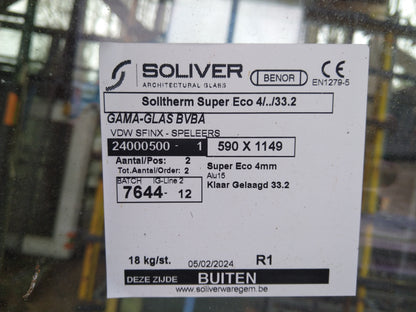 SOLIVER
ARCHITECTURAL GLASS
BENOR
CE
EN1279-5
Solltherm Super Eco 4/../33.2
GAMA-GLAS BVBA
VDW SFINX - SPELEERS
24000500 - 1 590 X 1149
Aantal/Pos: 2 Super Eco 4mm
Tot.Aantal/Order: 2 Alu15
BATCH IG-Line 2 Klaar Gelaagd 33.2
7644- 12
18 kg/st. 05/02/2024 R1
DEZE ZIJDE BUITEN
www.soliverwaregem.be